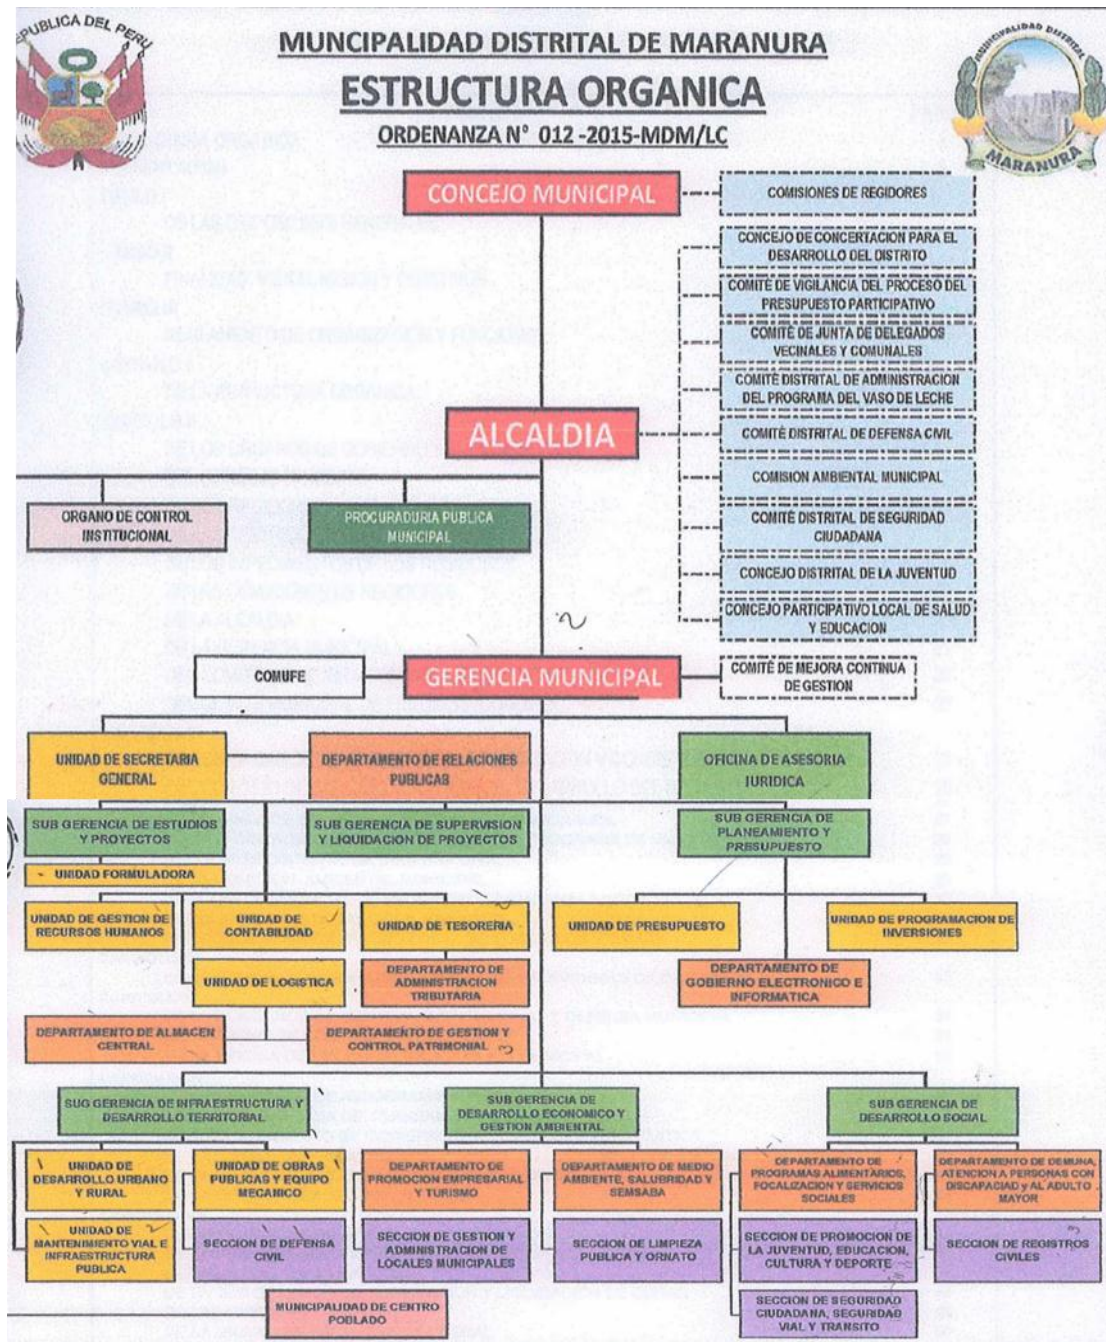 REPUBLICA DEL PERU
MUNCIPALIDAD DISTRITAL DE MARANURA
ESTRUCTURA ORGANICA
ORDENANZA N° 012 -2015-MDM/LC
MUNICIPALIDAD DISTRITAL
MARANURA
CONCEJO MUNICIPAL
COMISIONES DE REGIDORES
CONCEJO DE CONCERTACION PARA EL
DESARROLLO DEL DISTRITO
COMITÉ DE VIGILANCIA DEL PROCESO DEL
PRESUPUESTO PARTICIPATIVO
COMITÉ DE JUNTA DE DELEGADOS
VECINALES Y COMUNALES
COMITÉ DISTRITAL DE ADMINISTRACION
DEL PROGRAMA DEL VASO DE LECHE
ALCALDIA
COMITÉ DISTRITAL DE DEFENSA CIVIL
COMISION AMBIENTAL MUNICIPAL
ORGANO DE CONTROL
INSTITUCIONAL
PROCURADURIA PUBLICA
MUNICIPAL
COMITÉ DISTRITAL DE SEGURIDAD
CIUDADANA
CONCEJO DISTRITAL DE LA JUVENTUD
CONCEJO PARTICIPATIVO LOCAL DE SALUD
Y EDUCACION
COMUFE
GERENCIA MUNICIPAL
COMITÉ DE MEJORA CONTINUA
DE GESTION
UNIDAD DE SECRETARIA
GENERAL
DEPARTAMENTO DE RELACIONES
PUBLICAS
OFICINA DE ASESORIA
IURIDICA
SUB GERENCIA DE ESTUDIOS
Y PROYECTOS
SUB GERENCIA DE SUPERVISION
Y LIQUIDACION DE PROYECTOS
SUB GERENCIA DE
PLANEAMIENTO Y
PRESUPUESTO
UNIDAD FORMULADORA
UNIDAD DE GESTION DE
RECURSOS HUMANOS
UNIDAD DE
CONTABILIDAD
UNIDAD DE TESORERIA
UNIDAD DE PRESUPUESTO
UNIDAD DE PROGRAMACION DE
INVERSIONES
UNIDAD DE LOGISTICA
DEPARTAMENTO DE
ADMINISTRACION
TRIBUTARIA
DEPARTAMENTO DE
GOBIERNO ELECTRONICO E
INFORMATICA
DEPARTAMENTO DE ALMACEN
CENTRAL
DEPARTAMENTO DE GESTION Y
CONTROL PATRIMONIAL
SUB GERENCIA DE INFRAESTRUCTURA Y
DESARROLLO TERRITORIAL
SUB GERENCIA DE
DESARROLLO ECONOMICO Y
GESTION AMBIENTAL
SUB GERENCIA DE
DESARROLLO SOCIAL
UNIDAD DE
DESARROLLO URBANO
Y RURAL
UNIDAD DE OBRAS
PUBLICAS Y EQUIPO
MECANICO
DEPARTAMENTO DE
PROMOCION EMPRESARIAL
Y TURISMO
DEPARTAMENTO DE MEDIO
AMBIENTE, SALUBRIDAD Y
SEMSABA
DEPARTAMENTO DE
PROGRAMAS ALIMENTARIOS,
FOCALIZACION Y SERVICIOS
SOCIALES
DEPARTAMENTO DE DEMUNA,
ATENCION A PERSONAS CON
DISCAPACIAD y AL ADULTO
MAYOR
UNIDAD DE
MANTENIMIENTO VIAL E
INFRAESTRUCTURA
PUBLICA
SECCION DE DEFENSA
CIVIL
SECCION DE GESTION Y
ADMINISTRACION DE
LOCALES MUNICIPALES
SECCION DE LIMPIEZA
PUBLICA Y ORNATO
SECCION DE PROMOCION DE
LA JUVENTUD, EDUCACION,
CULTURA Y DEPORTE
SECCION DE REGISTROS
CIVILES
MUNICIPALIDAD DE CENTRO
POBLADO
SECCION DE SEGURIDAD
CIUDADANA, SEGURIDAD
VIAL Y TRANSITO